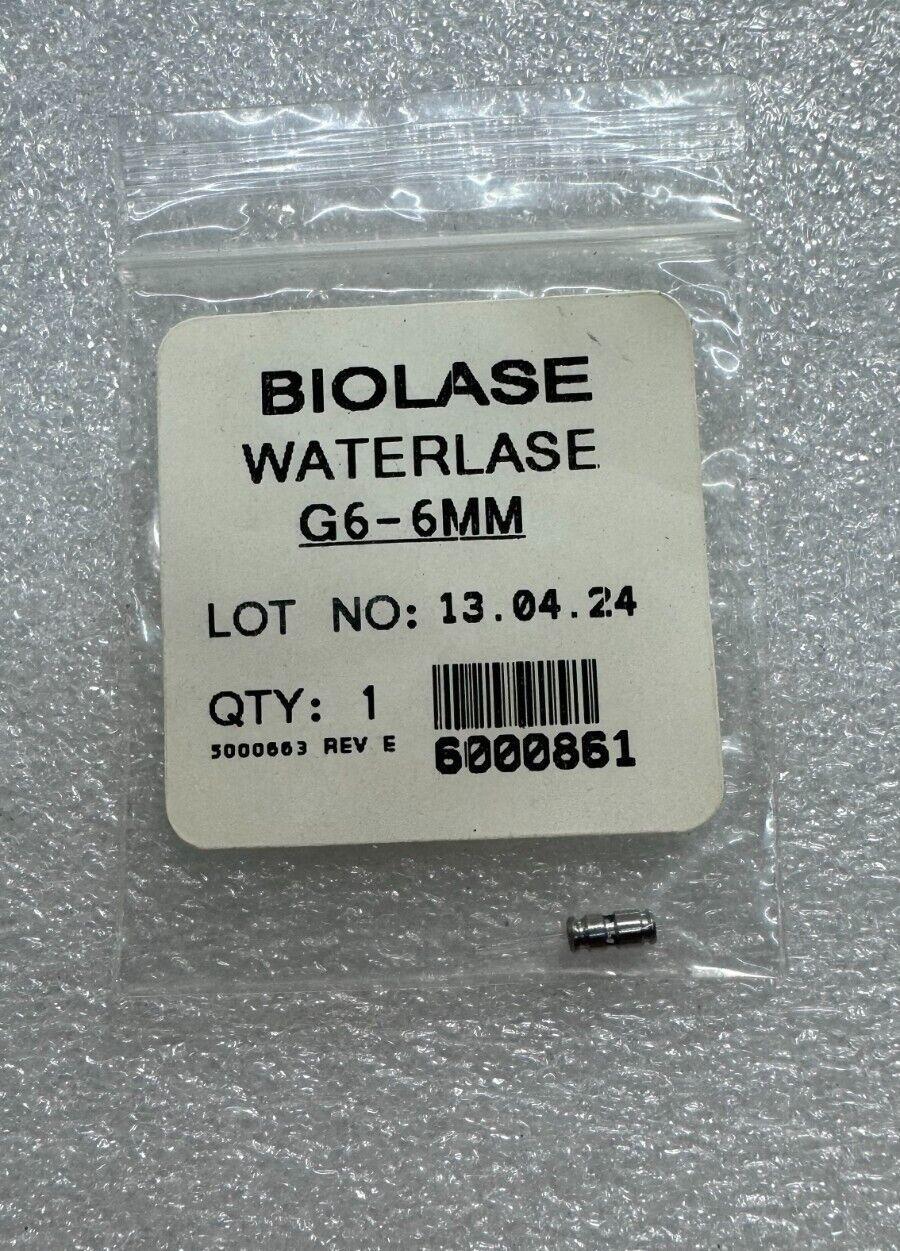 BIOLASE
WATERLASE
G6-6MM
LOT NO: 13.04.24
QTY: 1
5000663 REV E
6000861